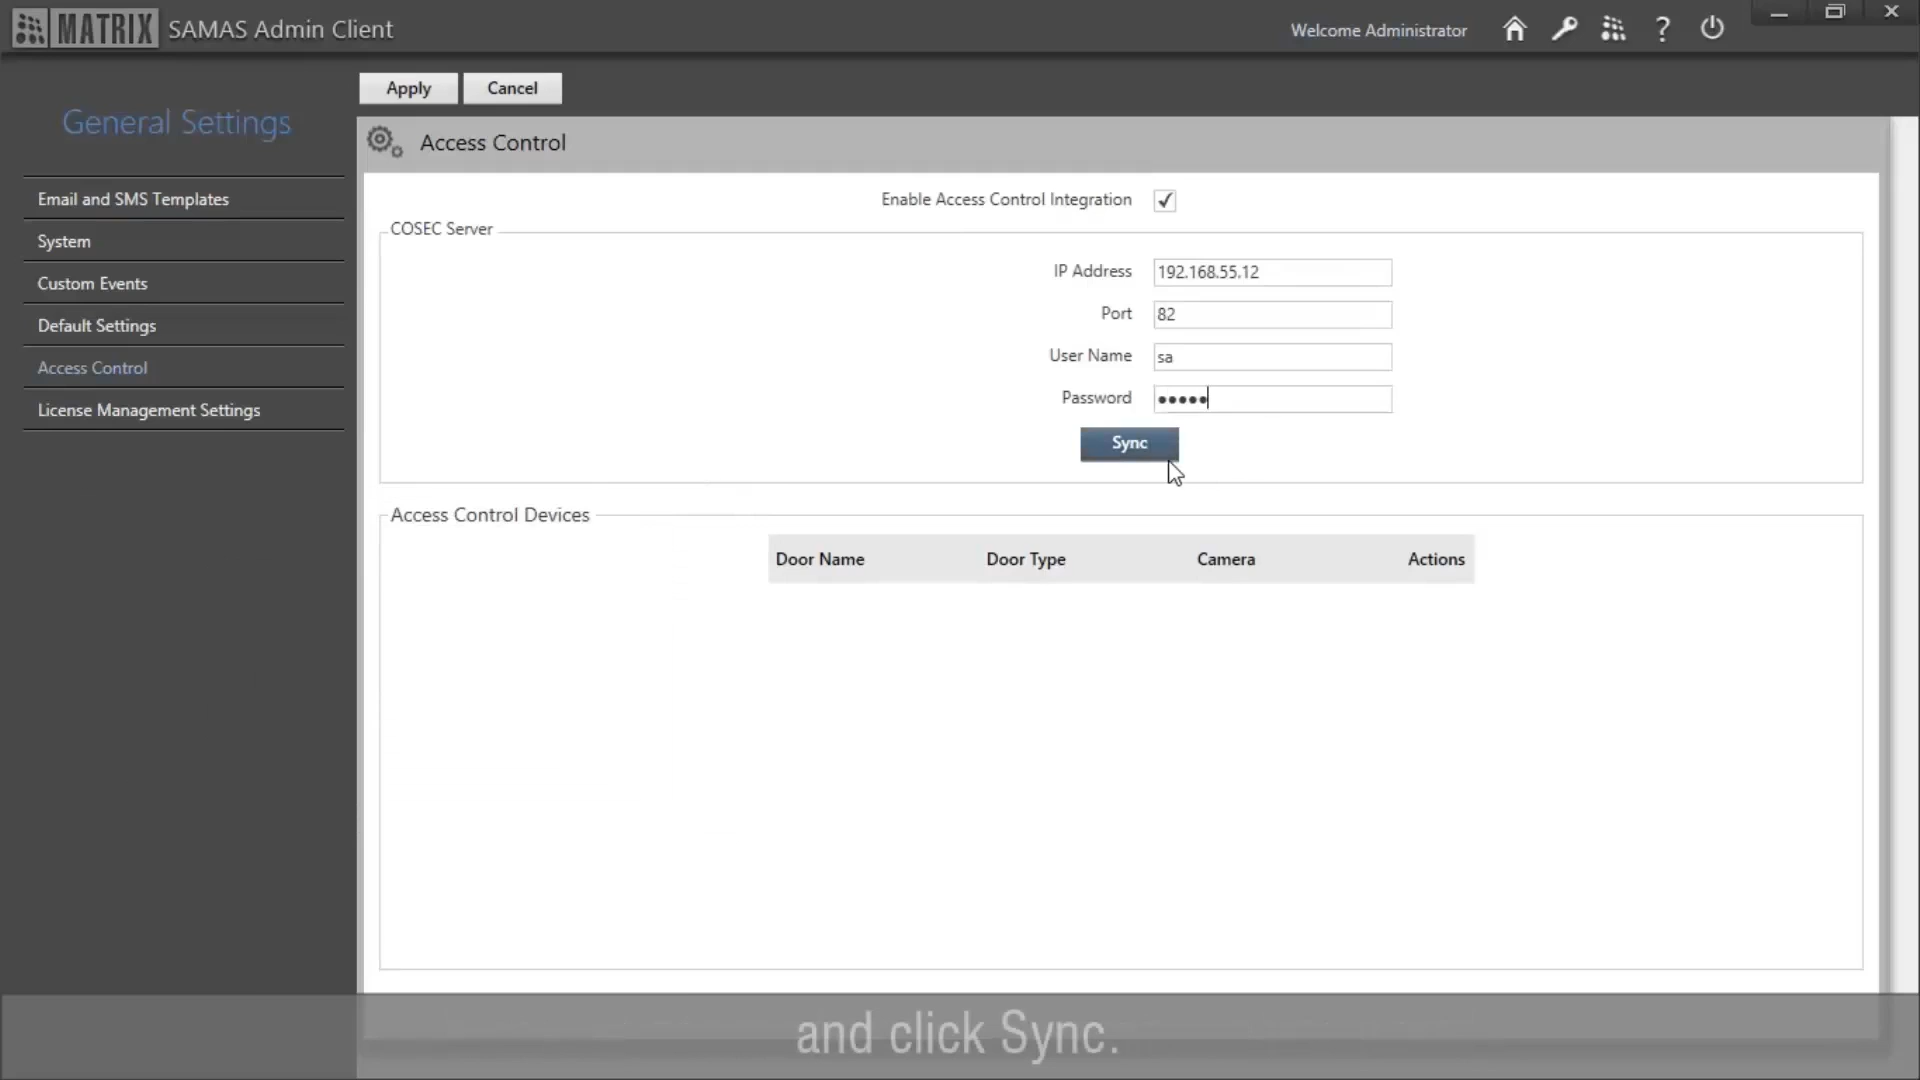 MATRIX SAMAS Admin Client
Welcome Administrator
?
Apply Cancel
General Settings
Access Control
Email and SMS Templates
System
Custom Events
Default Settings
Access Control
License Management Settings
Enable Access Control Integration
COSEC Server
IP Address 192.168.55.12
Port 82
User Name sa
Password •••••
Sync
Access Control Devices
Door Name Door Type Camera Actions
and click Sync.